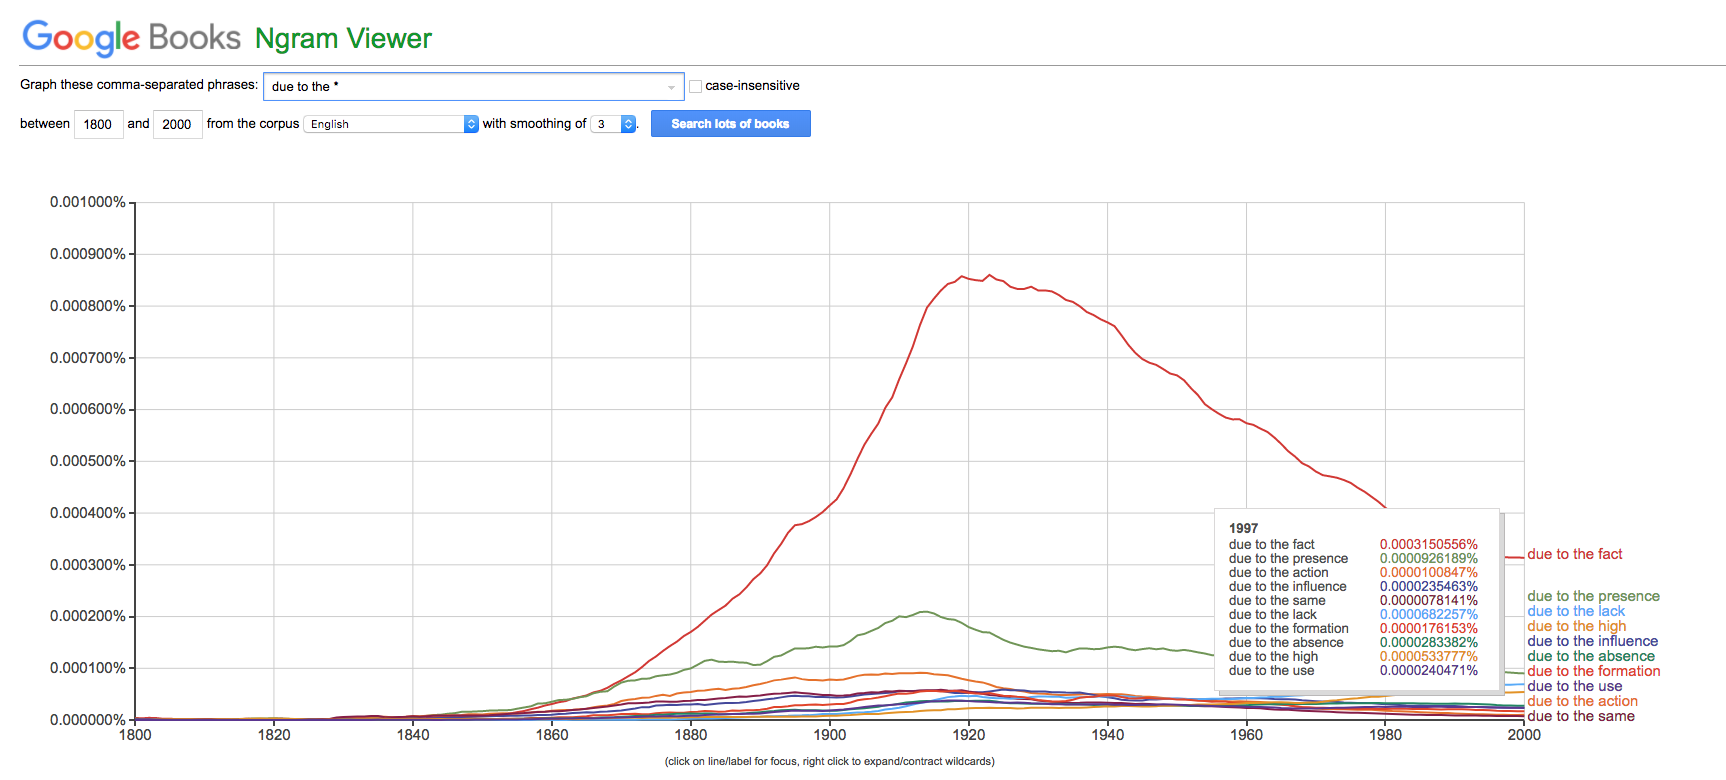 Google Books Ngram Viewer
Graph these comma-separated phrases: due to the * case-insensitive
between 1800 and 2000 from the corpus English with smoothing of 3 . Search lots of books
0.001000%
0.000900%
0.000800%
0.000700%
0.000600%
0.000500%
0.000400%
0.000300%
0.000200%
0.000100%
0.000000%
1800 1820 1840 1860 1880 1900 1920 1940 1960 1980 2000
1997
due to the fact 0.0003150556%
due to the presence 0.0000926189%
due to the action 0.0000100847%
due to the influence 0.0000235463%
due to the same 0.0000078141%
due to the lack 0.0000682257%
due to the formation 0.0000176153%
due to the absence 0.0000283382%
due to the high 0.0000533777%
due to the use 0.0000240471%
due to the fact
due to the presence
due to the lack
due to the high
due to the influence
due to the absence
due to the formation
due to the use
due to the action
due to the same
(click on line/label for focus, right click to expand/contract wildcards)